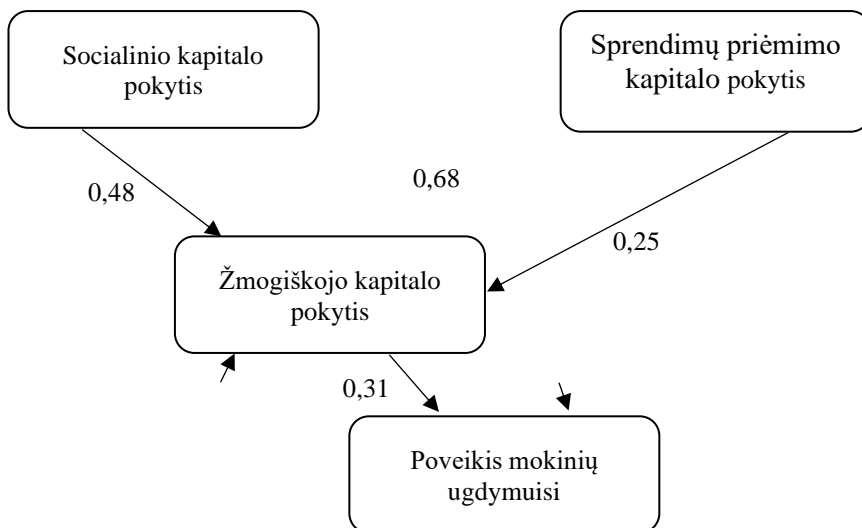 Socialinio kapitalo
pokytis
Sprendimų priėmimo
kapitalo pokytis
0,48
0,68
0,25
Žmogiškojo kapitalo
pokytis
0,31
Poveikis mokinių
ugdymuisi